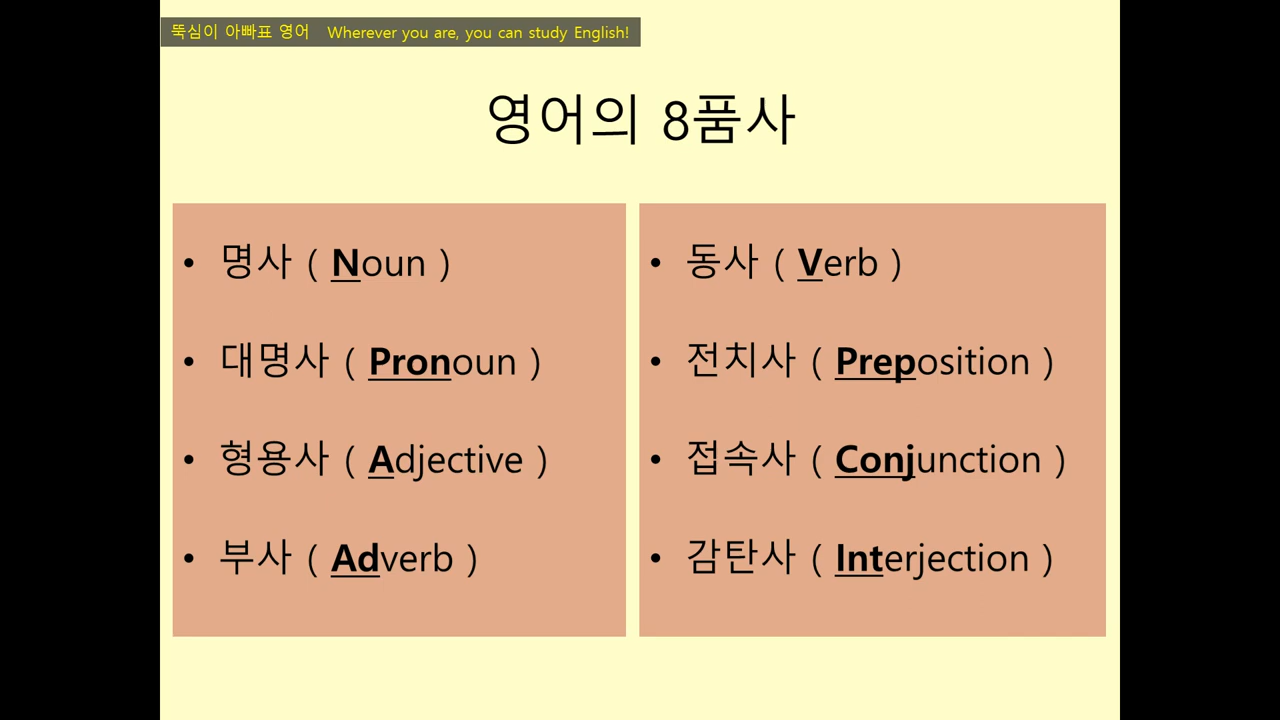 뚝심이 아빠표 영어 Wherever you are, you can study English!
영어의 8품사
• 명사 ( Noun )
• 대명사 ( Pronoun )
• 형용사 ( Adjective )
• 부사 ( Adverb )
• 동사 ( Verb )
• 전치사 ( Preposition )
• 접속사 ( Conjunction )
• 감탄사 ( Interjection )